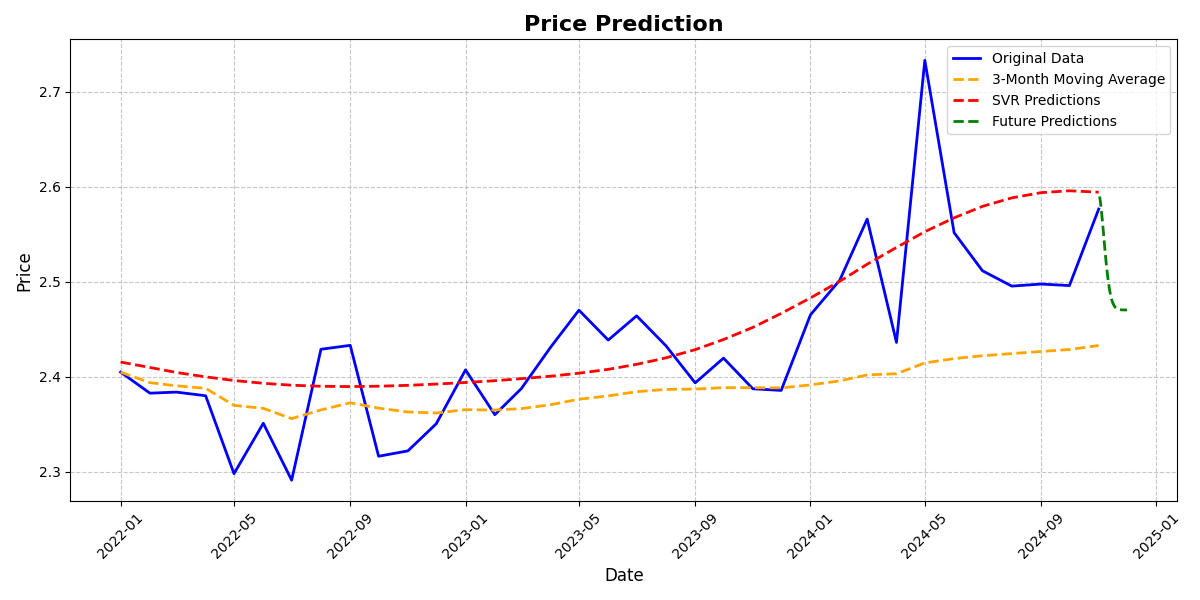 Price Prediction
Original Data
3-Month Moving Average
SVR Predictions
Future Predictions
Price
2.7
2.6
2.5
2.4
2.3
2022-01
2022-05
2022-09
2023-01
2023-05
2023-09
2024-01
2024-05
2024-09
2025-01
Date